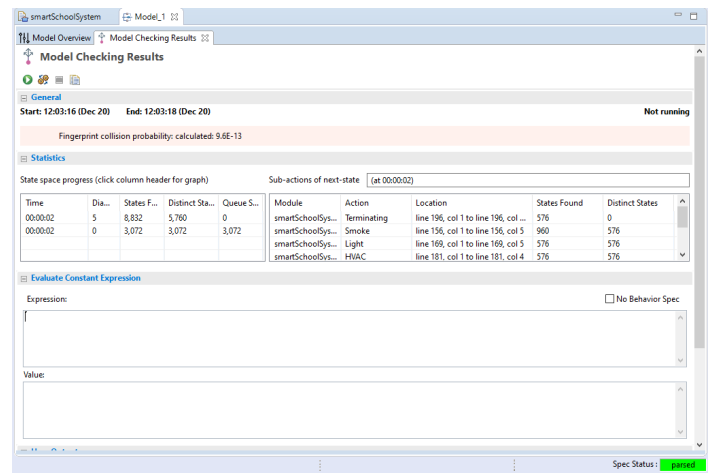 smartSchoolSystem Model_1
Model Overview Model Checking Results
Model Checking Results
General
Start: 12:03:16 (Dec 20) End: 12:03:18 (Dec 20) Not running
Fingerprint collision probability: calculated: 9.6E-13
Statistics
State space progress (click column header for graph) Sub-actions of next-state (at 00:00:02)
Time Dia... States F... Distinct Sta... Queue S... Module Action Location States Found Distinct States
00:00:02 5 8,832 5,760 0 smartSchoolSys... Terminating line 196, col 1 to line 196, col ... 576 0
00:00:02 0 3,072 3,072 3,072 smartSchoolSys... Smoke line 156, col 1 to line 156, col 5 960 576
smartSchoolSys... Light line 169, col 1 to line 169, col 5 576 576
smartSchoolSys... HVAC line 181, col 1 to line 181, col 4 576 576
Evaluate Constant Expression
Expression: No Behavior Spec
Value:
Spec Status : parsed